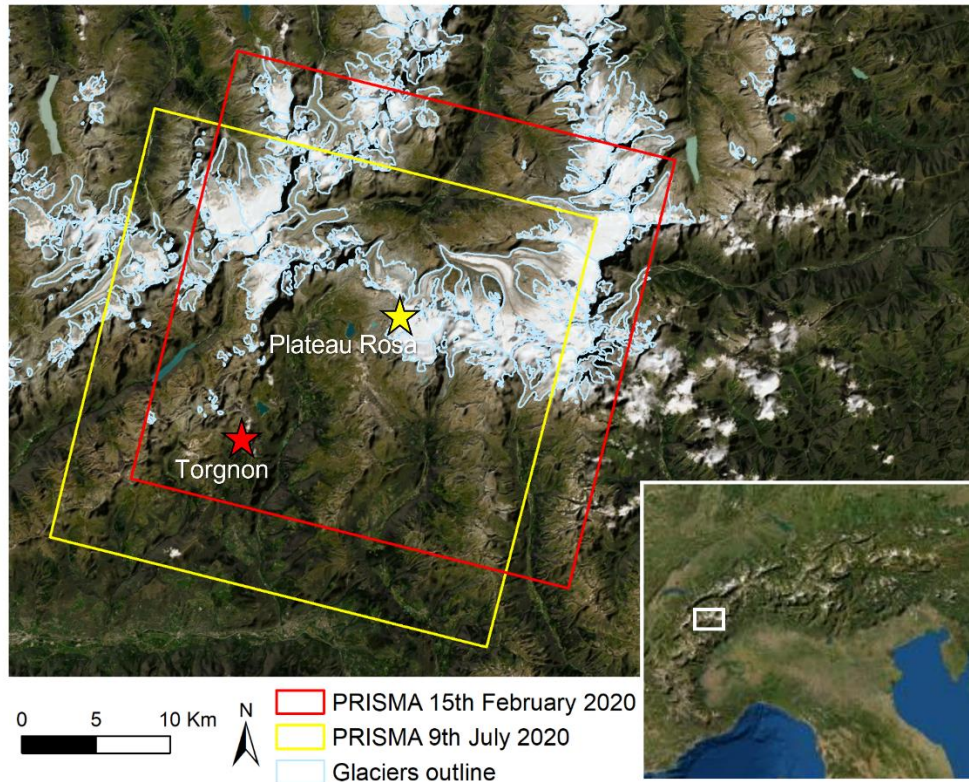 Plateau Rosa
Torgnon
0 5 10 Km
N
PRISMA 15th February 2020
PRISMA 9th July 2020
Glaciers outline